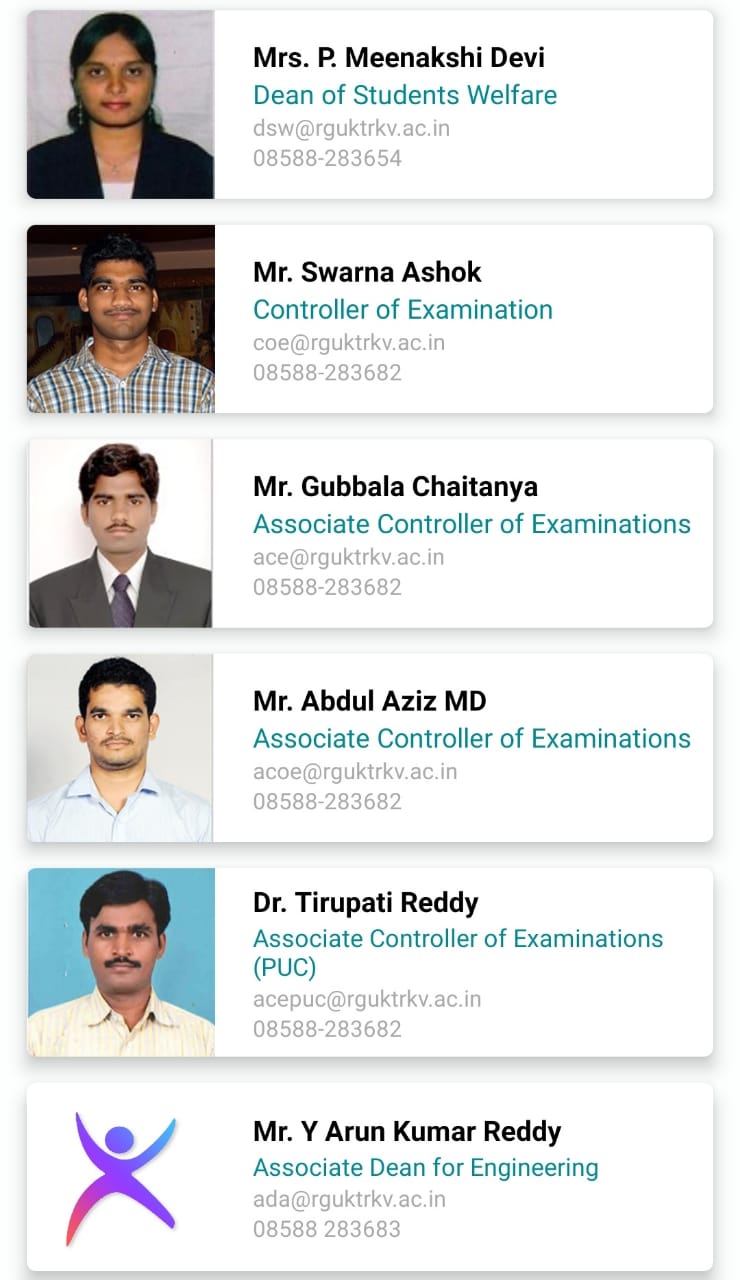 Mrs. P. Meenakshi Devi
Dean of Students Welfare
dsw@rguktrkv.ac.in
08588-283654
Mr. Swarna Ashok
Controller of Examination
coe@rguktrkv.ac.in
08588-283682
Mr. Gubbala Chaitanya
Associate Controller of Examinations
ace@rguktrkv.ac.in
08588-283682
Mr. Abdul Aziz MD
Associate Controller of Examinations
acoe@rguktrkv.ac.in
08588-283682
Dr. Tirupati Reddy
Associate Controller of Examinations
(PUC)
acepuc@rguktrkv.ac.in
08588-283682
Mr. Y Arun Kumar Reddy
Associate Dean for Engineering
ada@rguktrkv.ac.in
08588 283683